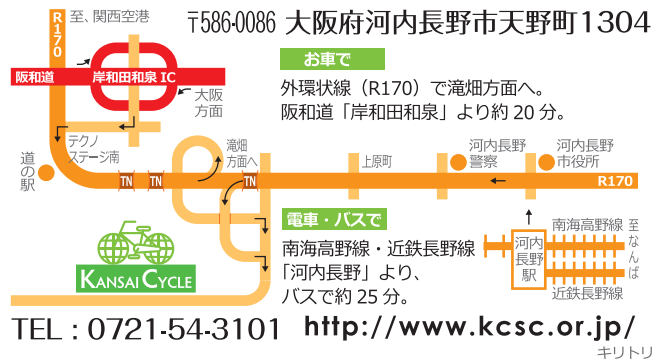 至、関西空港
〒586-0086 大阪府河内長野市天野町1304
R170
お車で
阪和道 岸和田和泉IC
外環状線（R170）で滝畑方面へ。
大阪
方面
阪和道「岸和田和泉」より約20分。
テクノ
ステージ南
滝畑
方面へ
上原町
河内長野
警察
河内長野
市役所
道の駅
TN
TN
TN
R170
電車・バスで
南海高野線・近鉄長野線
「河内長野」より、
バスで約25分。
河内
長野
駅
南海高野線
至なんば
近鉄長野線
KANSAI CYCLE
TEL：0721-54-3101 http://www.kcsc.or.jp/
キリトリ